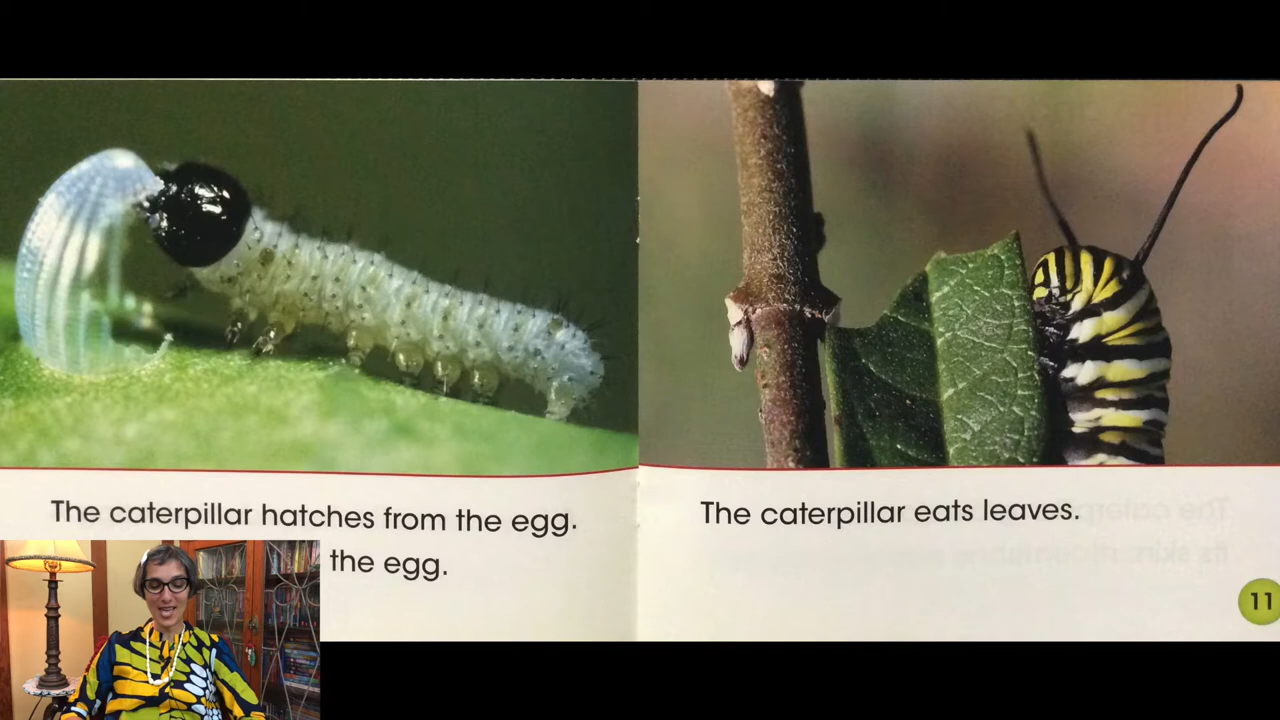 The caterpillar hatches from the egg.
the egg.
The caterpillar eats leaves.
11